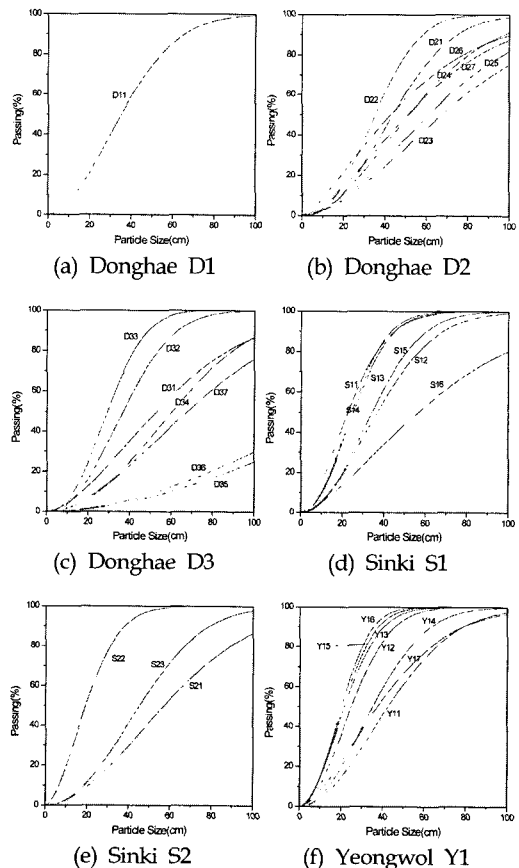 100
80
60
40
20
0
Passing(%)
D11
0 20 40 60 80 100
Particle Size(cm)
(a) Donghae D1
100
80
60
40
20
0
Passing(%)
D21
D26
D22
D24
D27
D25
D23
0 20 40 60 80 100
Particle Size(cm)
(b) Donghae D2
100
80
60
40
20
0
Passing(%)
D33
D32
D31
D34
D37
D36
D35
0 20 40 60 80 100
Particle Size(cm)
(c) Donghae D3
100
80
60
40
20
0
Passing(%)
S15
S11
S13
S12
S14
S16
0 20 40 60 80 100
Particle Size(cm)
(d) Sinki S1
100
80
60
40
20
0
Passing(%)
S22
S23
S21
0 20 40 60 80 100
Particle Size(cm)
(e) Sinki S2
100
80
60
40
20
0
Passing(%)
Y16
Y14
Y13
Y15
Y12
Y17
Y11
0 20 40 60 80 100
Particle Size(cm)
(f) Yeongwol Y1